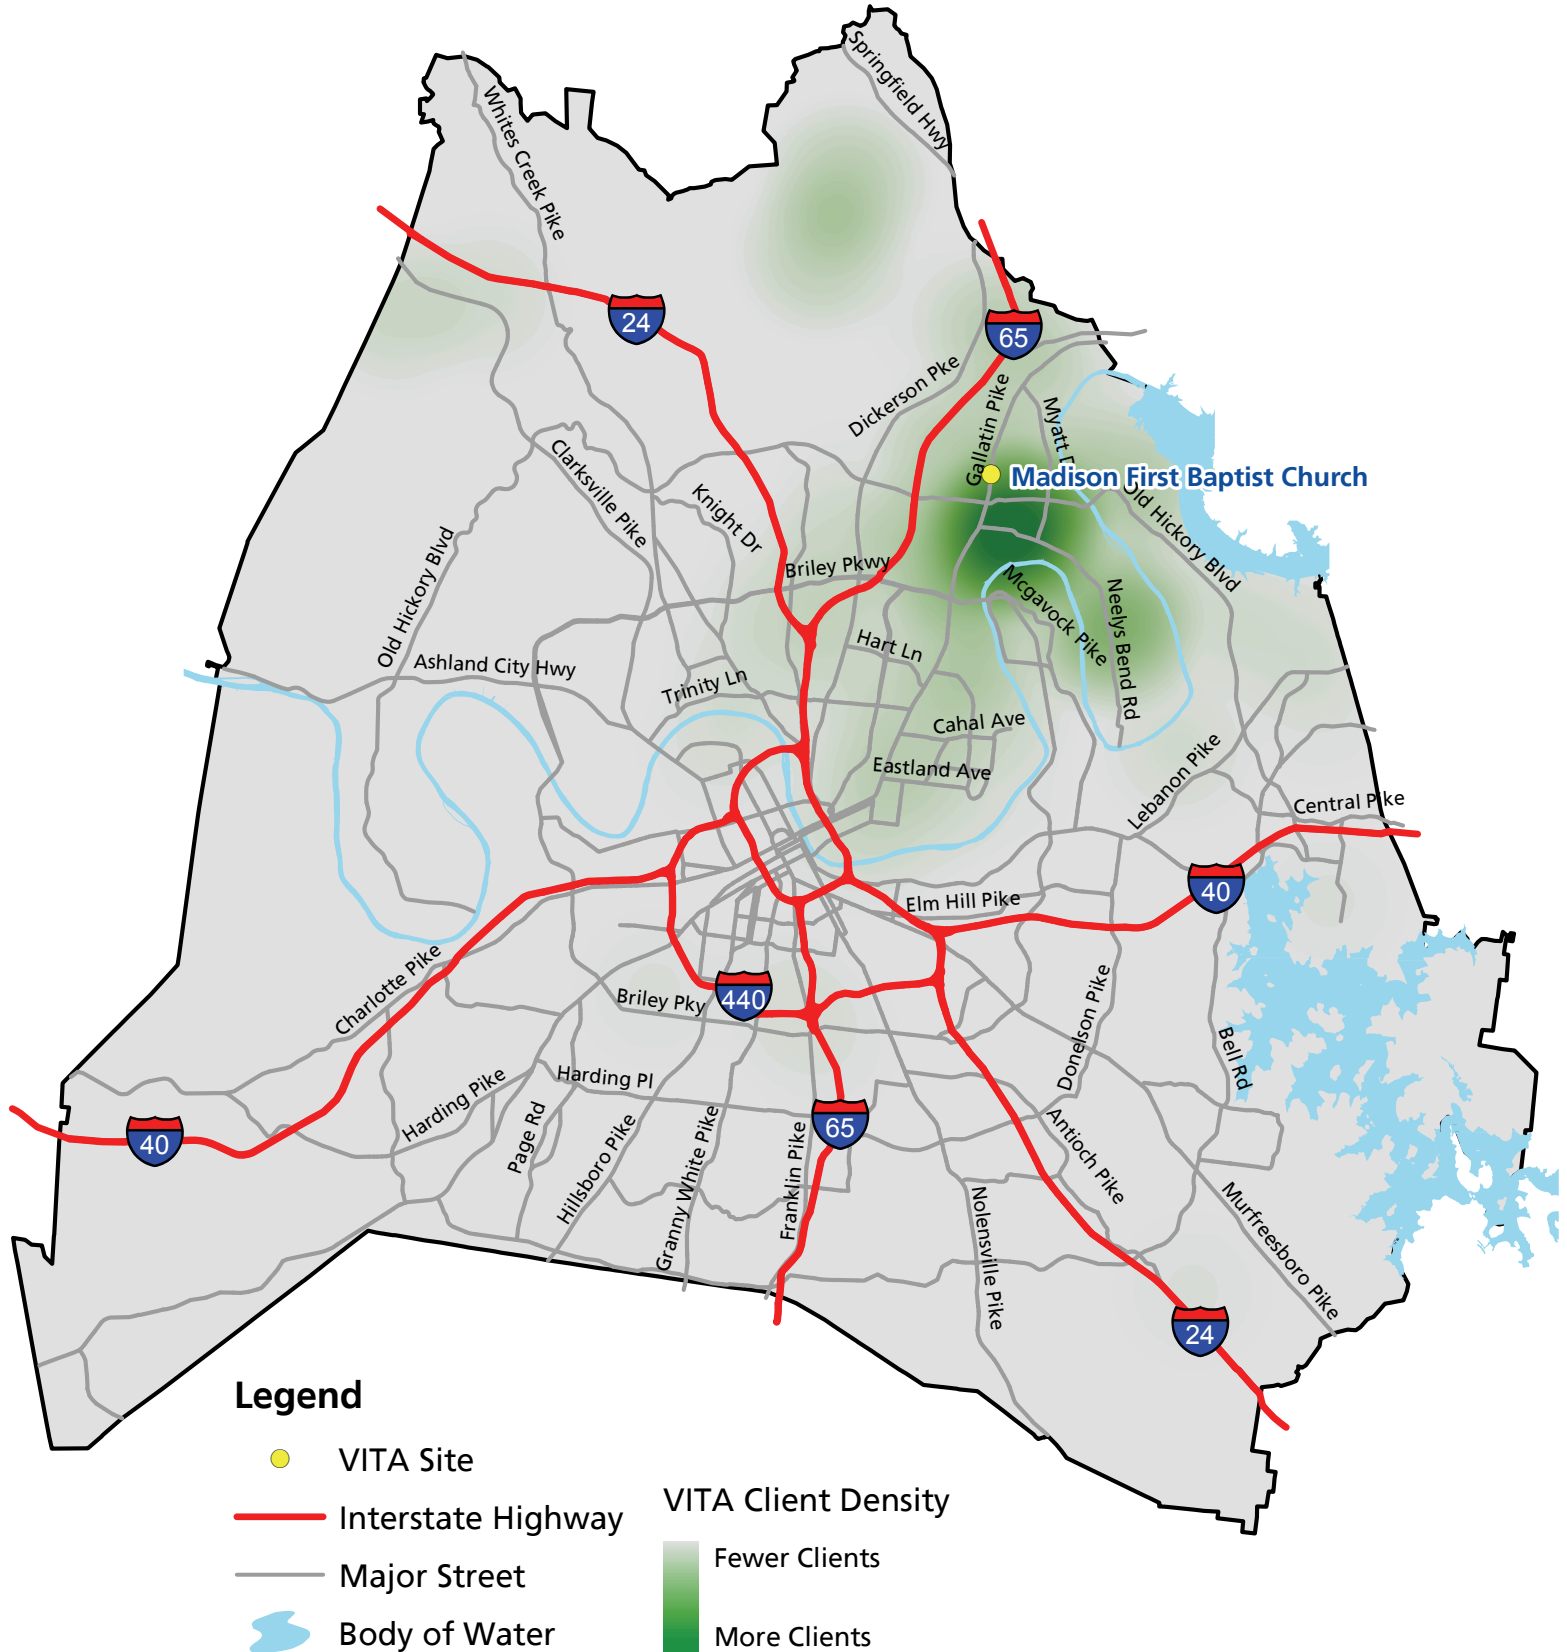 Springfield Hwy
Whites Creek Pike
24
65
Dickerson Pke
Gallatin Pike
Myatt D
Madison First Baptist Church
Clarksville Pike
Knight Dr
Old Hickory Blvd
Old Hickory Blvd
Briley Pkwy
Mcgavock Pike
Neelys Bend Rd
Hart Ln
Ashland City Hwy
Trinity Ln
Cahal Ave
Eastland Ave
Lebanon Pike
Central Pike
40
Elm Hill Pike
Charlotte Pike
440
Briley Pky
Donelson Pike
Bell Rd
Harding Pl
Harding Pike
Page Rd
Hillsboro Pike
Granny White Pike
Franklin Pike
65
40
Antioch Pike
Nolensville Pike
Murfreesboro Pike
24
Legend
VITA Site
Interstate Highway
Major Street
Body of Water
VITA Client Density
Fewer Clients
More Clients